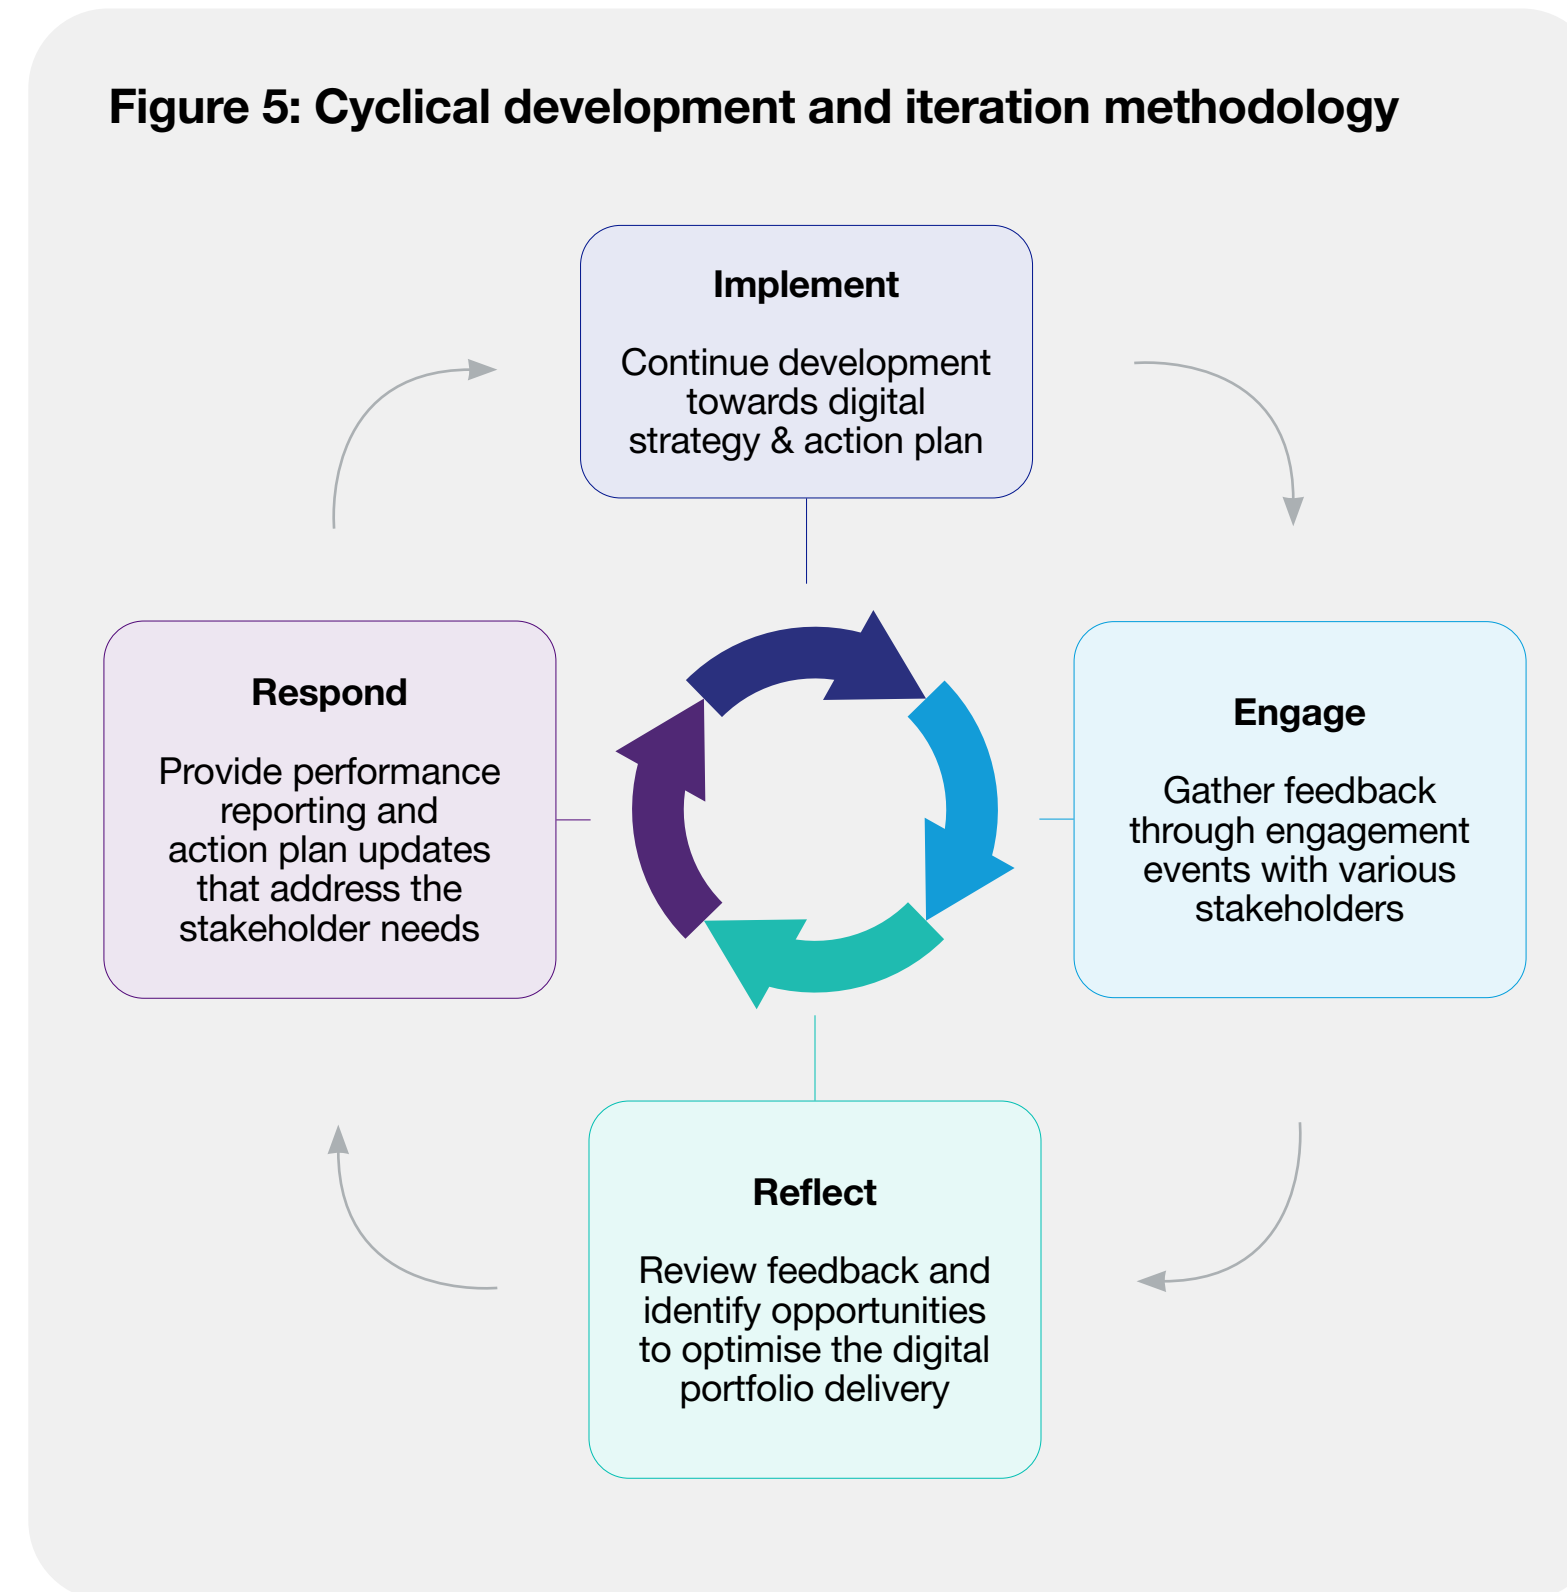 Figure 5: Cyclical development and iteration methodology
Implement
Continue development
towards digital
strategy & action plan
Respond
Provide performance
reporting and
action plan updates
that address the
stakeholder needs
Engage
Gather feedback
through engagement
events with various
stakeholders
Reflect
Review feedback and
identify opportunities
to optimise the digital
portfolio delivery